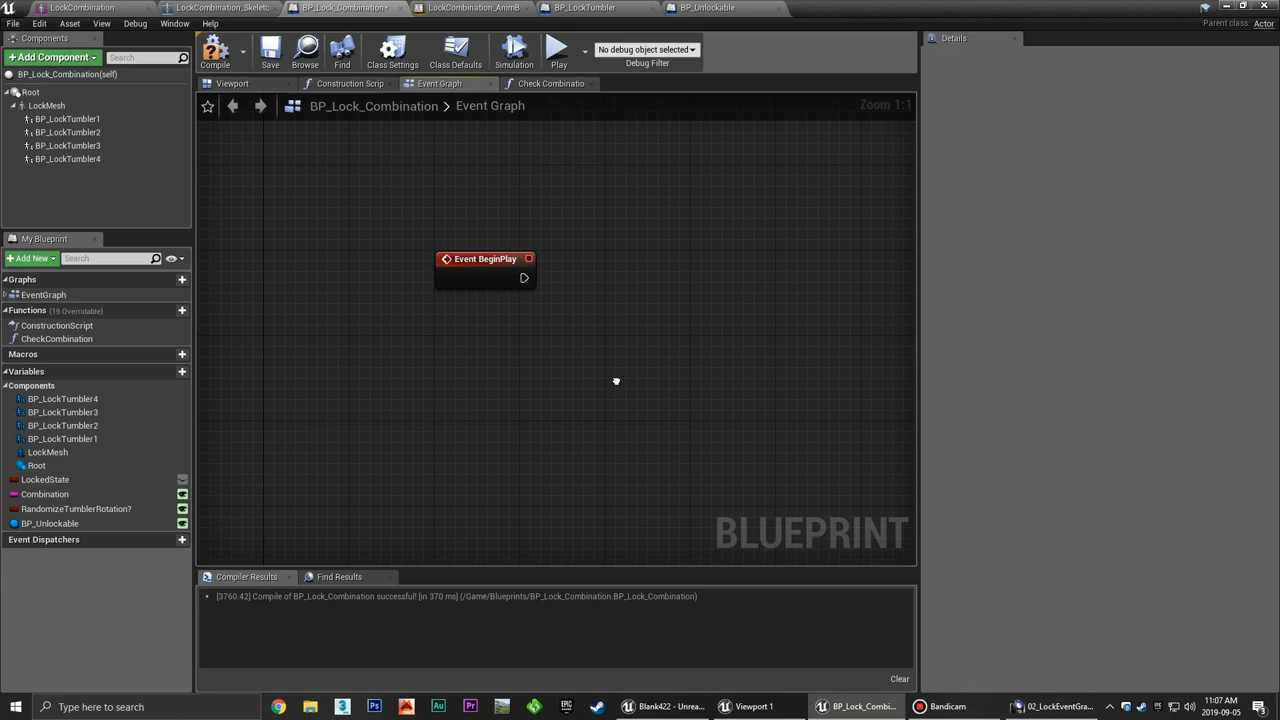 LockCombination
LockCombination_Skeletc
BP_Lock_Combination*
LockCombination_AnimB
BP_LockTumbler
BP_Unlockable
File Edit Asset View Debug Window Help
Parent class: Actor
Components
Details
+ Add Component
Search
Compile
Save
Browse
Find
Class Settings
Class Defaults
Simulation
Play
No debug object selected
Debug Filter
BP_Lock_Combination(self)
Viewport
Construction Scrip
Event Graph
Check Combinatio
Root
LockMesh
BP_Lock_Combination > Event Graph
Zoom 1:1
BP_LockTumbler1
BP_LockTumbler2
BP_LockTumbler3
BP_LockTumbler4
My Blueprint
+ Add New
Search
Event BeginPlay
Graphs
EventGraph
Functions (19 Overridable)
ConstructionScript
CheckCombination
Macros
Variables
Components
BP_LockTumbler4
BP_LockTumbler3
BP_LockTumbler2
BP_LockTumbler1
LockMesh
Root
LockedState
Combination
RandomizeTumblerRotation?
BP_Unlockable
Event Dispatchers
BLUEPRINT
Compiler Results
Find Results
[3760.42] Compile of BP_Lock_Combination successful! [in 370 ms] (/Game/Blueprints/BP_Lock_Combination.BP_Lock_Combination)
Clear
Type here to search
Blank422 - Unrea...
Viewport 1
BP_Lock_Combi...
Bandicam
02_LockEventGra...
11:07 AM
2019-09-05